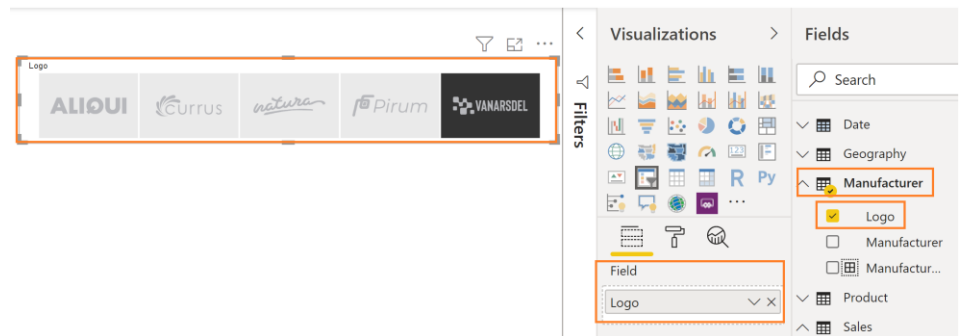 Logo
ALIQUI
Currus
natura
Pirum
VANARSDEL
Filters
Visualizations
123
R
Py
Field
Logo
Fields
Search
Date
Geography
Manufacturer
Logo
Manufacturer
Manufactur...
Product
Sales